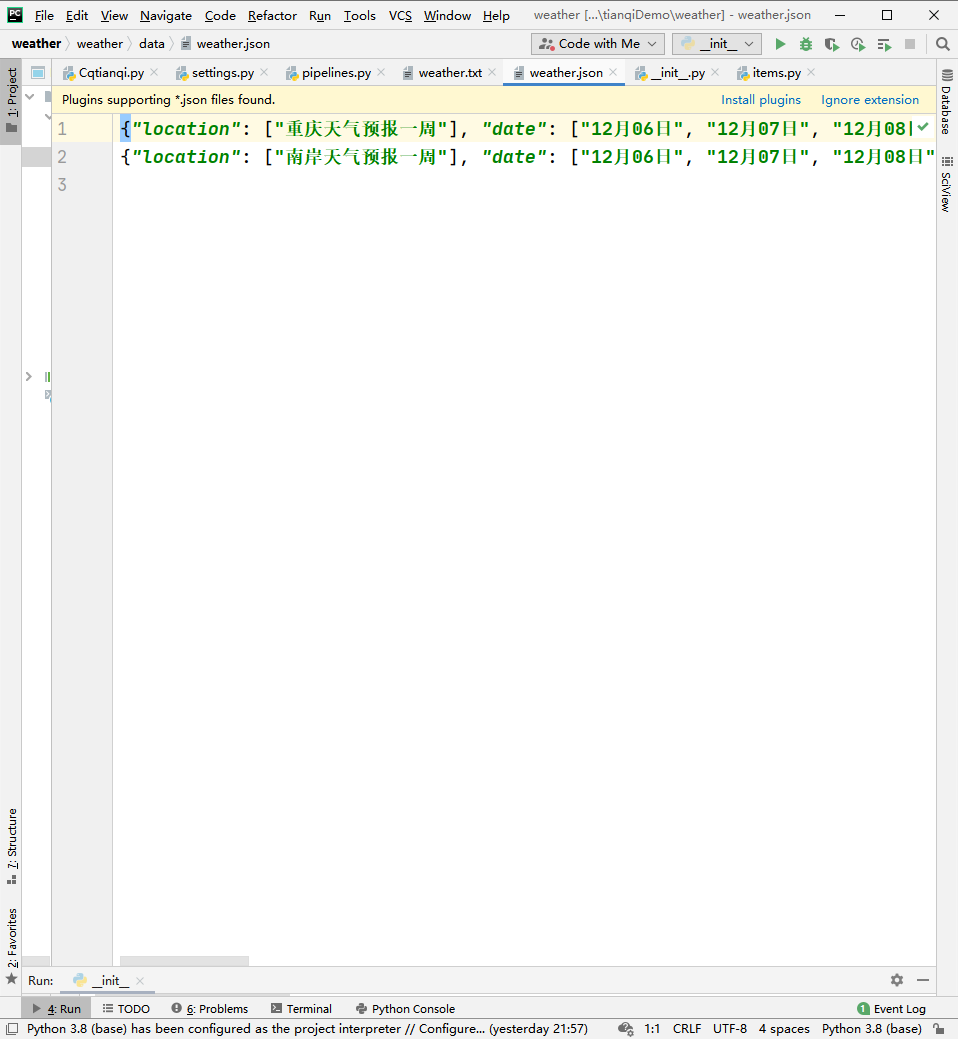 PC File Edit View Navigate Code Refactor Run Tools VCS Window Help weather [...\tianqiDemo\weather] - weather.json
weather weather data weather.json Code with Me __init__
1: Project Cqtianqi.py settings.py pipelines.py weather.txt weather.json __init__.py items.py
Plugins supporting *.json files found. Install plugins Ignore extension
Database
SciView
1 {"location": ["重庆天气预报一周"], "date": ["12月06日", "12月07日", "12月08
2 {"location": ["南岸天气预报一周"], "date": ["12月06日", "12月07日", "12月08日"
3
7: Structure
2: Favorites
Run: __init__
4: Run TODO 6: Problems Terminal Python Console 1 Event Log
Python 3.8 (base) has been configured as the project interpreter // Configure... (yesterday 21:57) 1:1 CRLF UTF-8 4 spaces Python 3.8 (base)